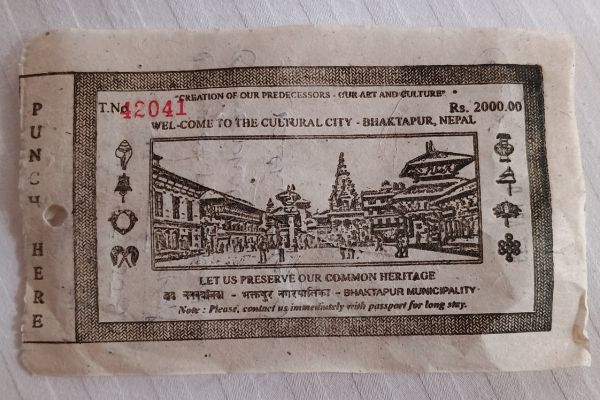 PUNCH HERE
"CREATION OF OUR PREDECESSORS - OUR ART AND CULTURE"
T.No. 42041 Rs. 2000.00
WEL-COME TO THE CULTURAL CITY - BHAKTAPUR, NEPAL
LET US PRESERVE OUR COMMON HERITAGE
- भक्तपुर नगरपालिका - BHAKTAPUR MUNICIPALITY
Note : Please, contact us immediately with passport for long stay.